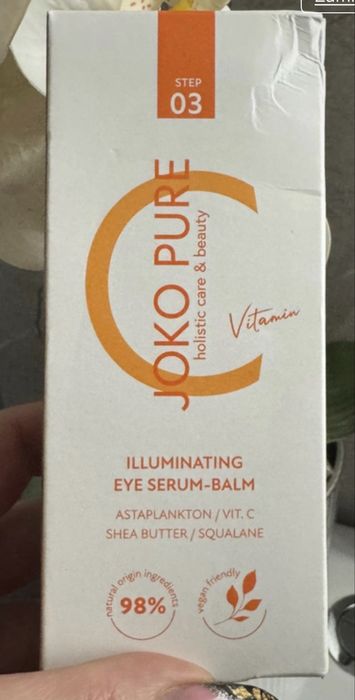 STEP
03
JOKO PURE
holistic care & beauty
C
Vitamin
ILLUMINATING
EYE SERUM-BALM
ASTAPLANKTON / VIT. C
SHEA BUTTER / SQUALANE
natural origin ingredients
98%
vegan friendly